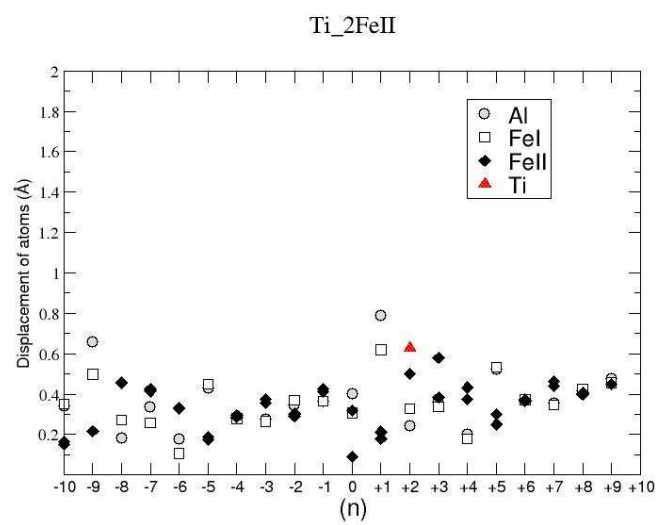 Ti_2FeII
2
1.8
1.6
1.4
1.2
1
0.8
0.6
0.4
0.2
Displacement of atoms (Å)
Al
FeI
FeII
Ti
-10 -9 -8 -7 -6 -5 -4 -3 -2 -1 0 +1 +2 +3 +4 +5 +6 +7 +8 +9 +10
(n)